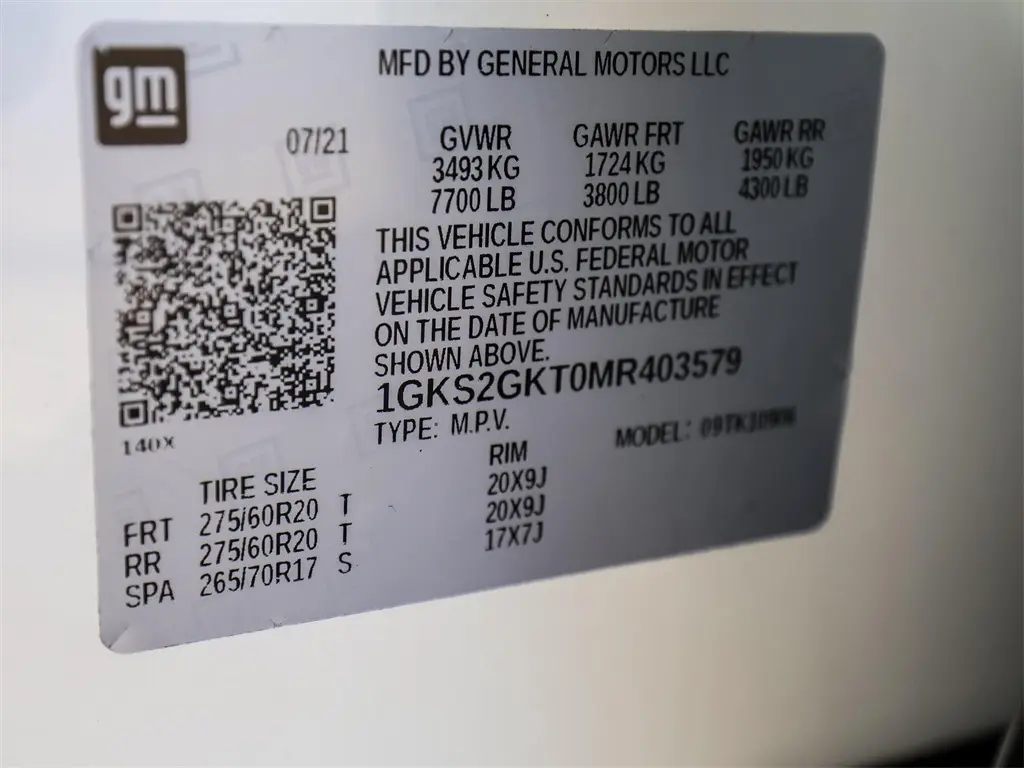 gm
MFD BY GENERAL MOTORS LLC
07/21 GVWR GAWR FRT GAWR RR
3493 KG 1724 KG 1950 KG
7700 LB 3800 LB 4300 LB
THIS VEHICLE CONFORMS TO ALL
APPLICABLE U.S. FEDERAL MOTOR
VEHICLE SAFETY STANDARDS IN EFFECT
ON THE DATE OF MANUFACTURE
SHOWN ABOVE.
1GKS2GKT0MR403579
140X
TYPE: M.P.V. MODEL:
TIRE SIZE RIM
FRT 275/60R20 T 20X9J
RR 275/60R20 T 20X9J
SPA 265/70R17 S 17X7J